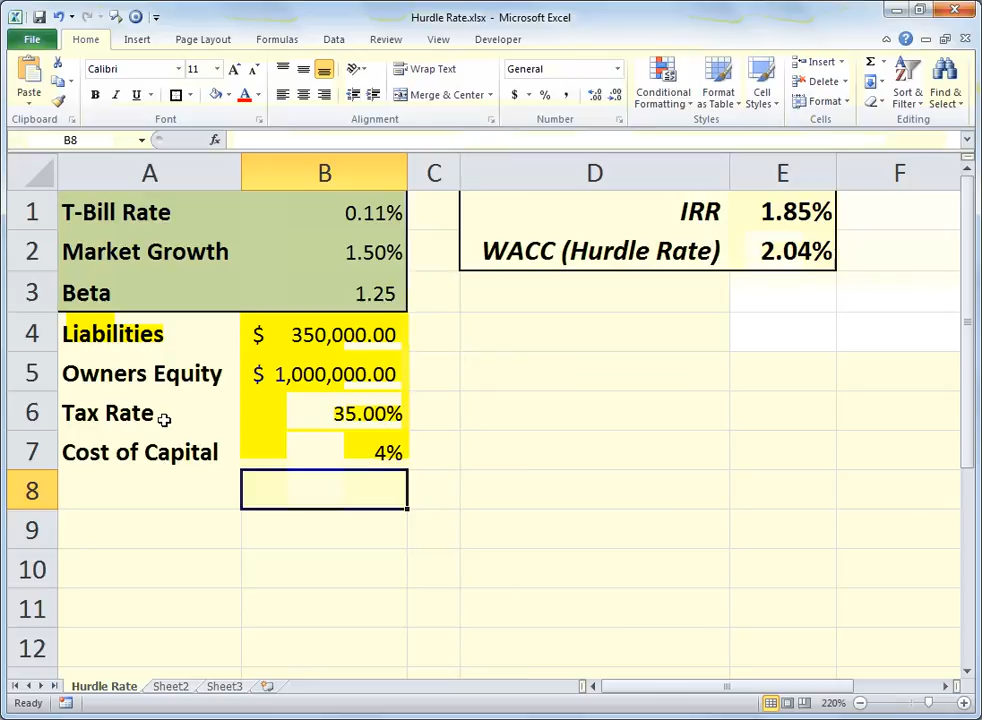 Hurdle Rate.xlsx - Microsoft Excel
File Home Insert Page Layout Formulas Data Review View Developer
Calibri 11 Wrap Text General Insert
Paste Delete
B I U A Merge & Center $ % , Conditional Formatting Format as Table Cell Styles Format Sort & Filter Find & Select
Clipboard Font Alignment Number Styles Cells Editing
B8 fx
A B C D E F
1 T-Bill Rate 0.11% IRR 1.85%
2 Market Growth 1.50% WACC (Hurdle Rate) 2.04%
3 Beta 1.25
4 Liabilities $ 350,000.00
5 Owners Equity $ 1,000,000.00
6 Tax Rate 35.00%
7 Cost of Capital 4%
8
9
10
11
12
Hurdle Rate Sheet2 Sheet3
Ready 220%